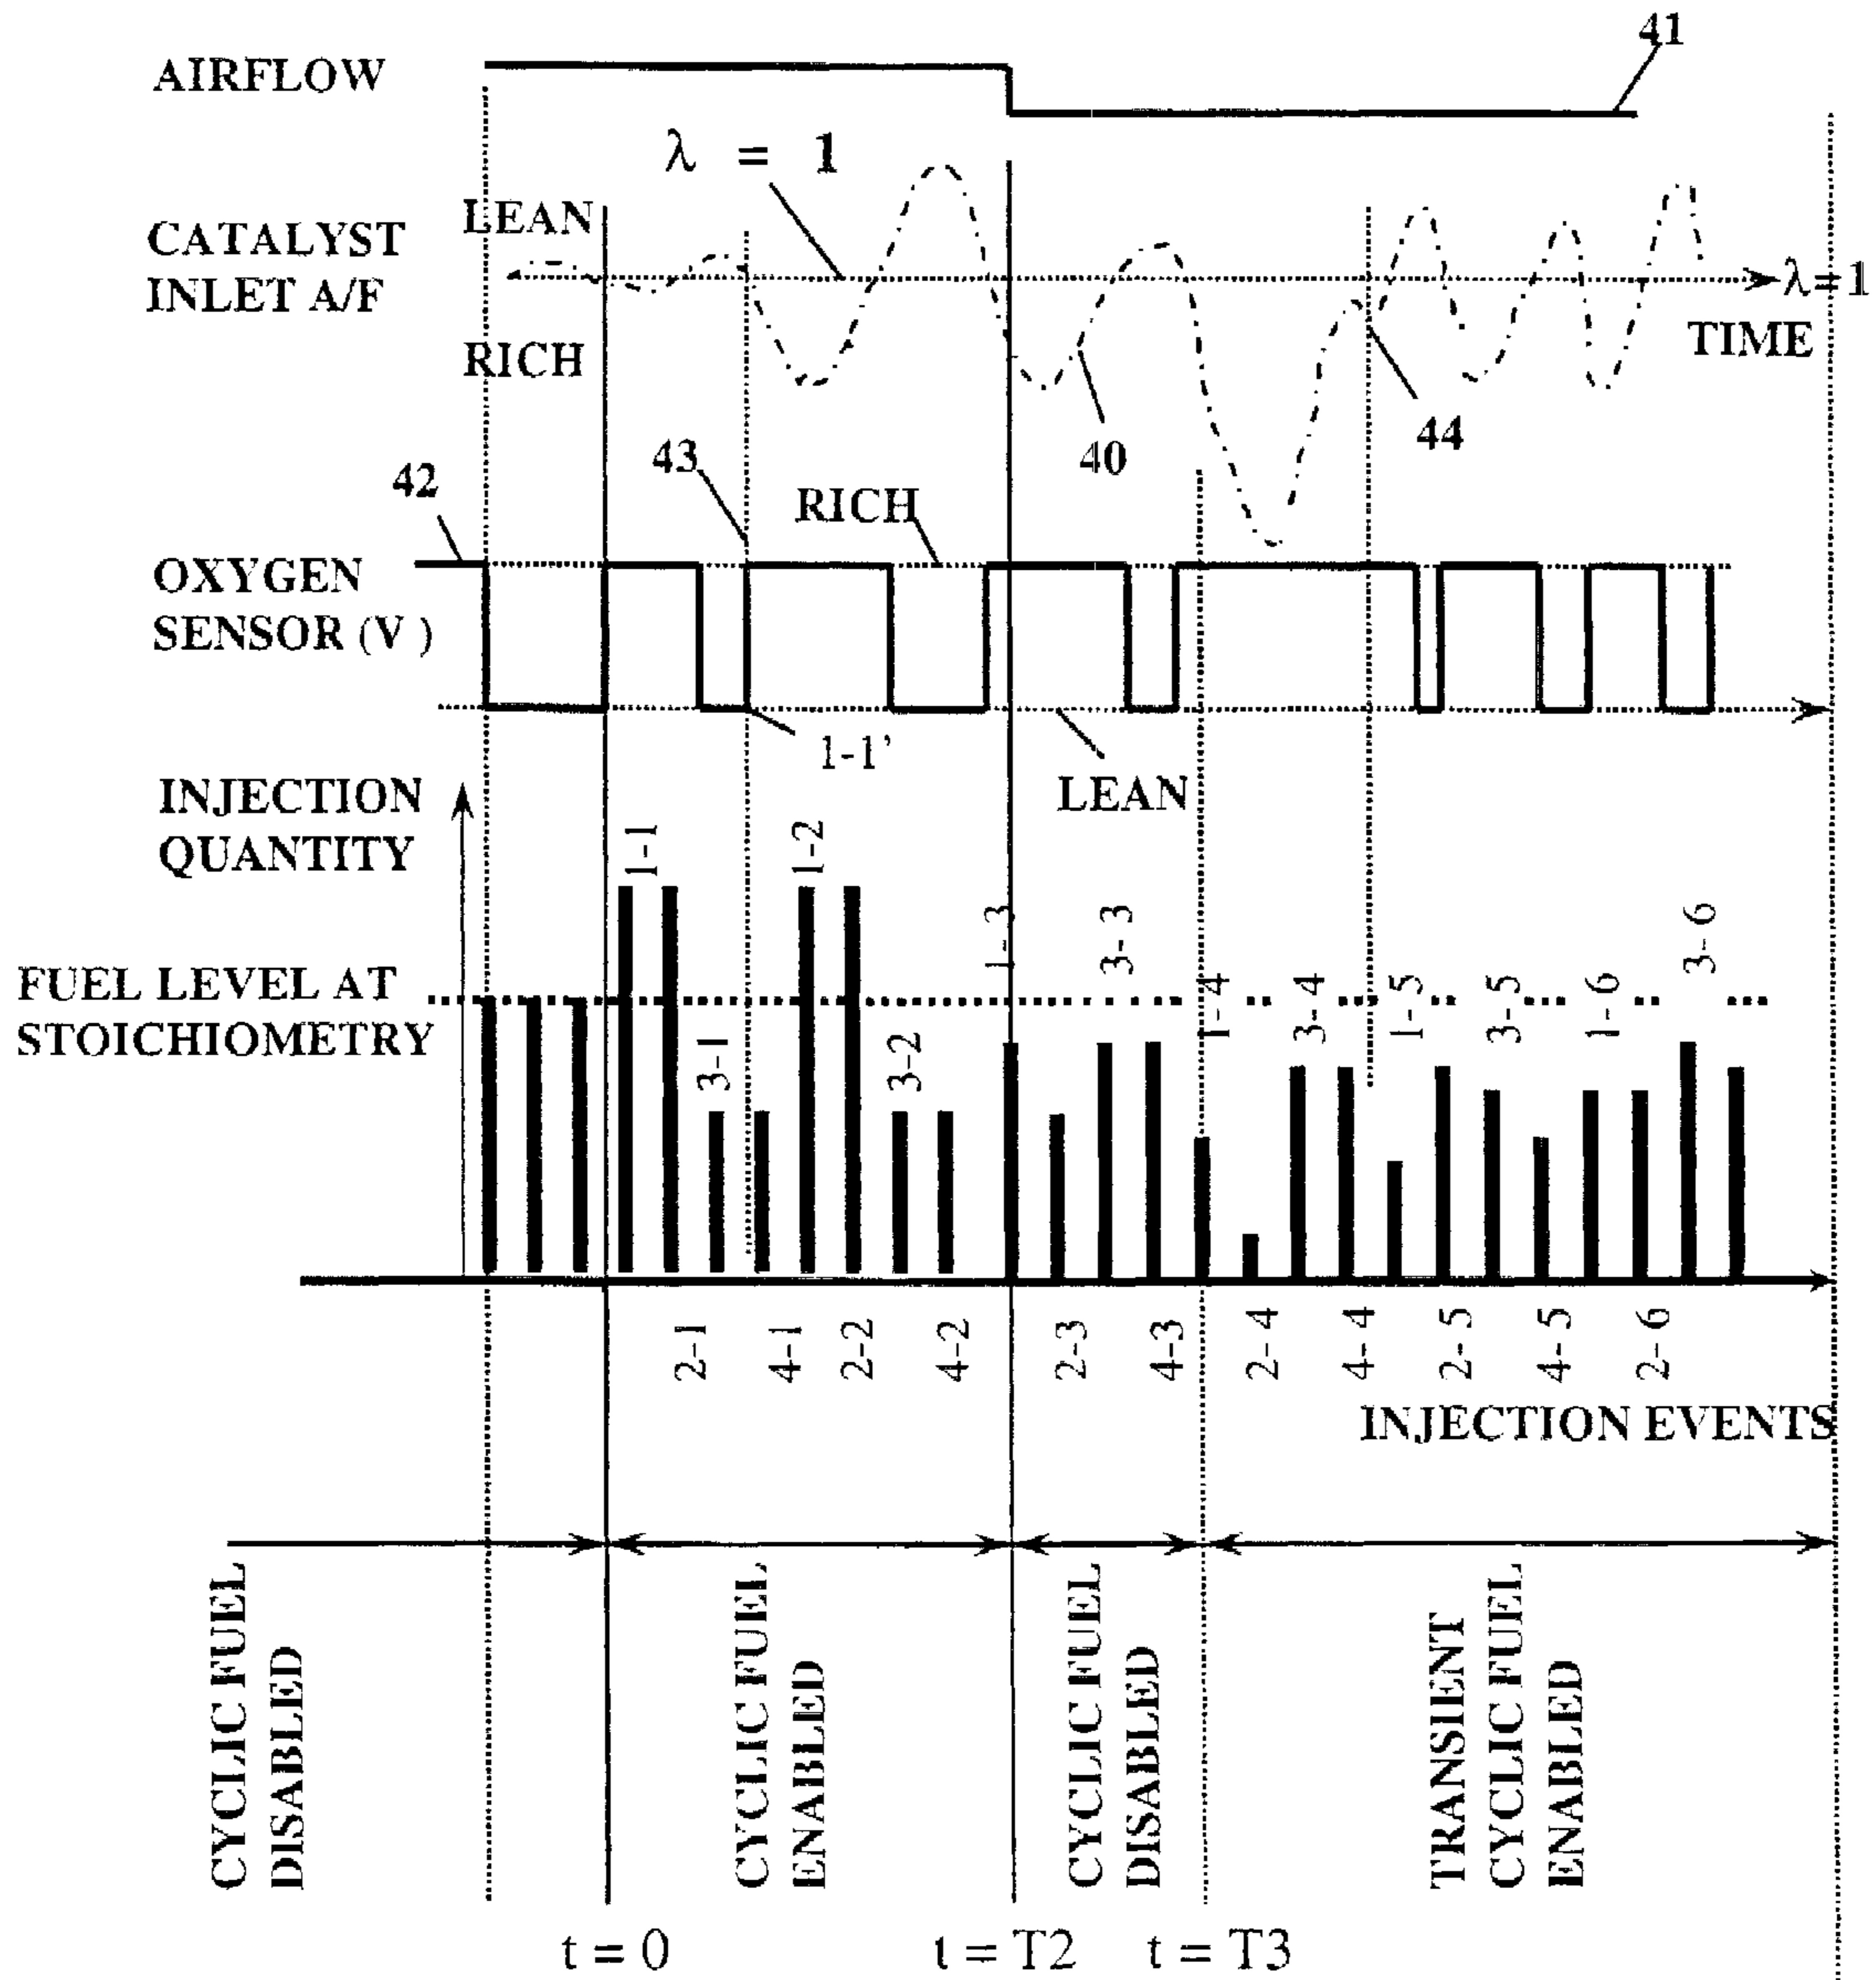 41
AIRFLOW
λ = 1
LEAN
CATALYST
INLET A/F
λ=1
TIME
RICH
44
40
43
42
RICH
OXYGEN
SENSOR (V )
1-1'
LEAN
INJECTION
QUANTITY
1-1
1-2
1-3
3-3
3-6
FUEL LEVEL AT
STOICHIOMETRY
3-1
3-2
1-4
3-4
1-5
3-5
1-6
2-1
4-1
2-2
4-2
2-3
4-3
2-4
4-4
2-5
4-5
2-6
INJECTION EVENTS
CYCLIC FUEL
DISABLED
CYCLIC FUEL
ENABLED
CYCLIC FUEL
DISABLED
TRANSIENT
CYCLIC FUEL
ENABLED
t = 0
t = T2
t = T3